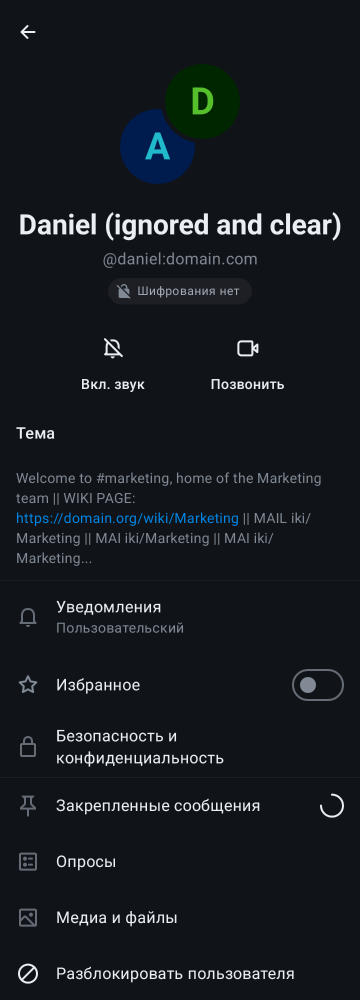 D
A
Daniel (ignored and clear)
@daniel:domain.com
Шифрования нет
Вкл. звук
Позвонить
Тема
Welcome to #marketing, home of the Marketing
team || WIKI PAGE:
https://domain.org/wiki/Marketing || MAIL iki/
Marketing || MAI iki/Marketing || MAI iki/
Marketing...
Уведомления
Пользовательский
Избранное
Безопасность и
конфиденциальность
Закрепленные сообщения
Опросы
Медиа и файлы
Разблокировать пользователя